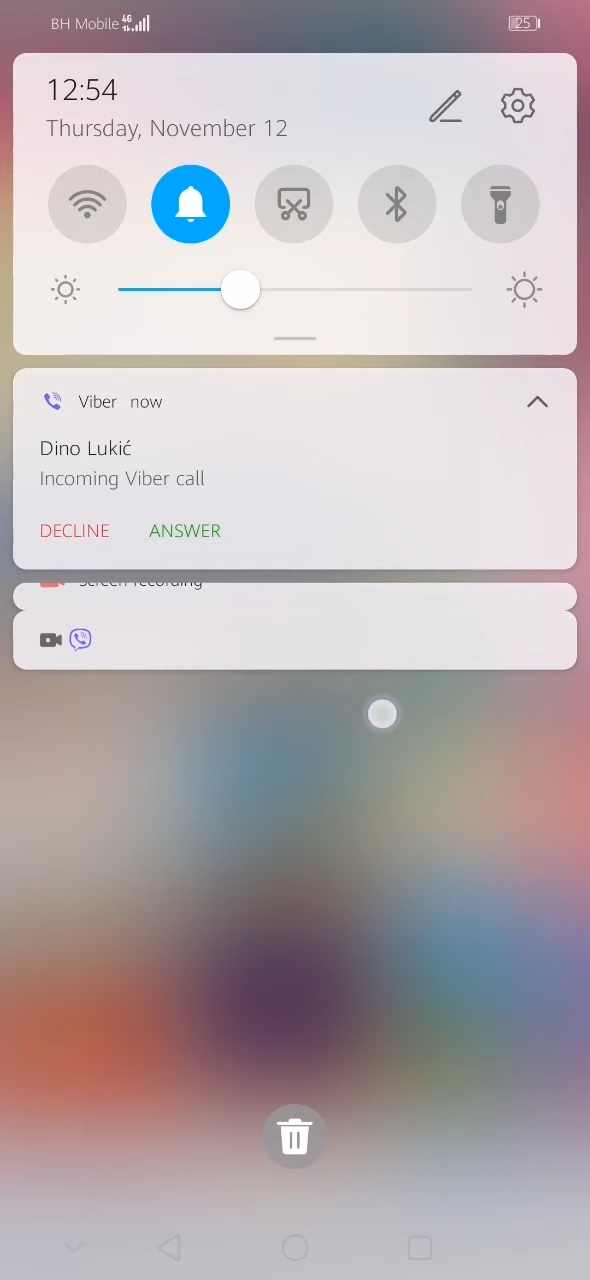 BH Mobile 4G 25
12:54
Thursday, November 12
Viber now
Dino Lukić
Incoming Viber call
DECLINE ANSWER
Screen recording